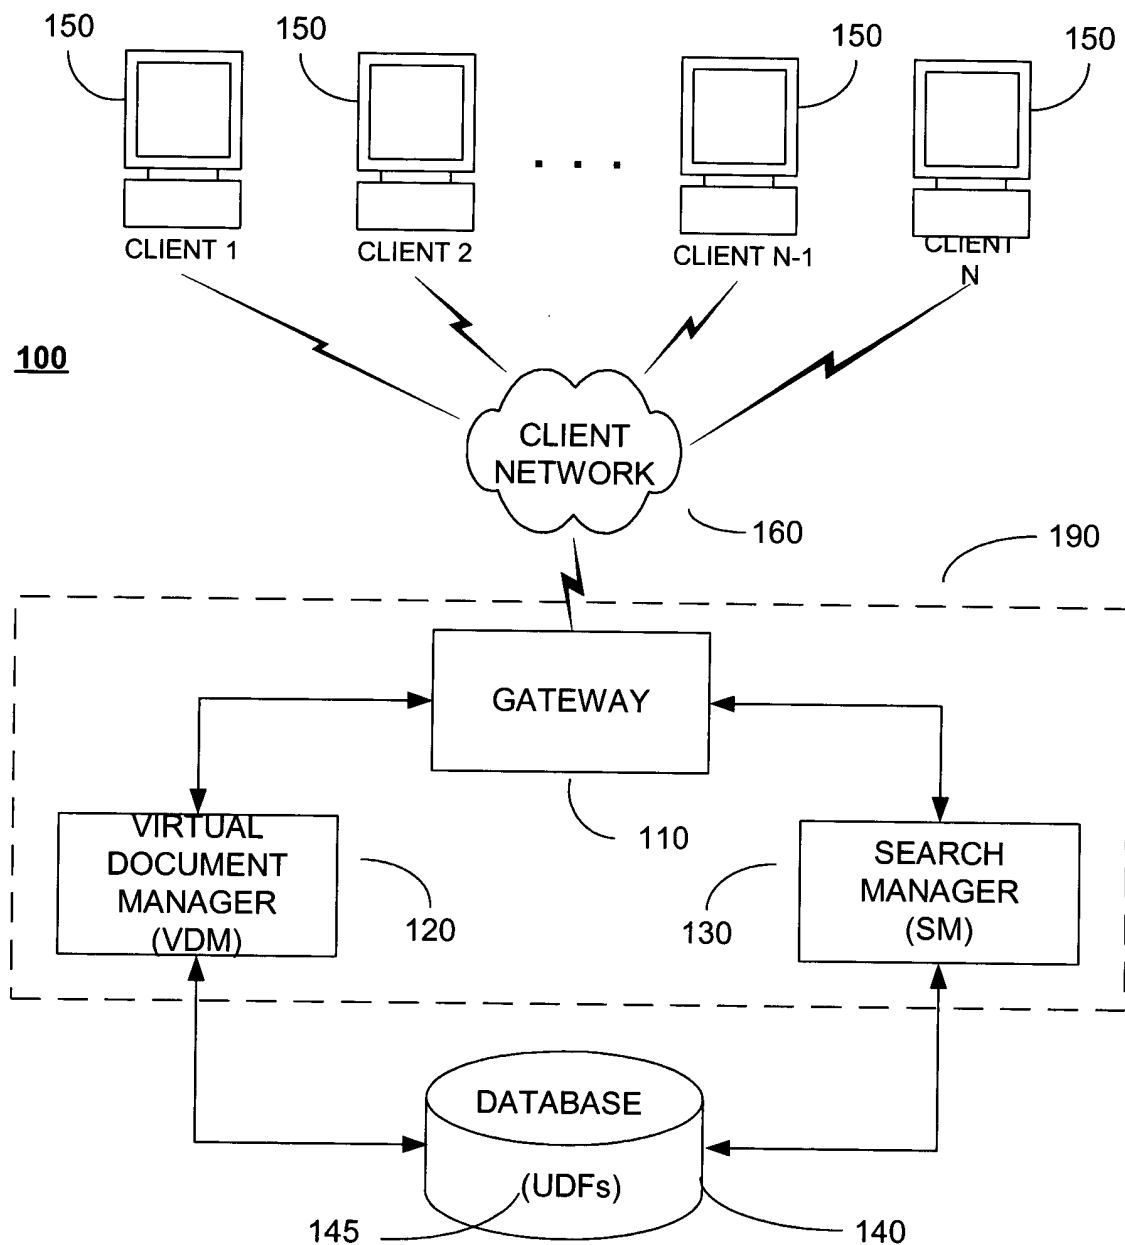 150
150
150
150
. . .
CLIENT 1
CLIENT 2
CLIENT N-1
CLIENT
N
100
CLIENT
NETWORK
160
190
GATEWAY
110
VIRTUAL
DOCUMENT
MANAGER
(VDM)
120
130
SEARCH
MANAGER
(SM)
DATABASE
(UDFs)
145
140